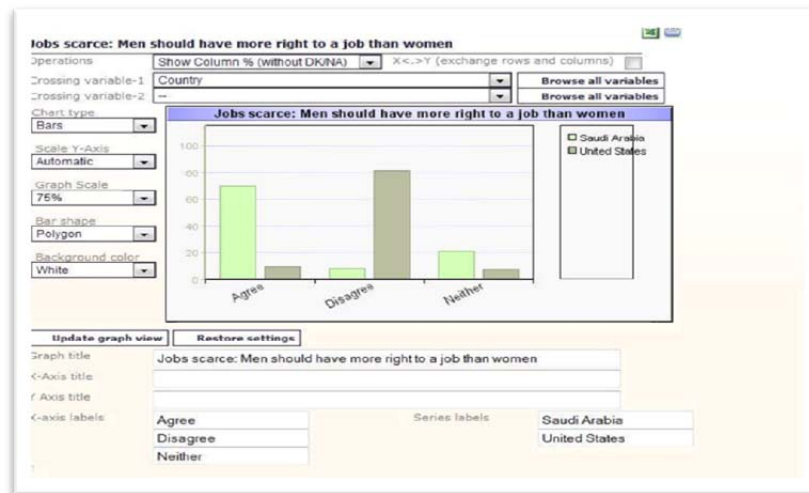 Jobs scarce: Men should have more right to a job than women
Operations Show Column % (without DK/NA) X<.>Y (exchange rows and columns)
Crossing variable-1 Country Browse all variables
Crossing variable-2 -- Browse all variables
Chart type
Bars
Scale Y-Axis
Automatic
Graph Scale
75%
Bar shape
Polygon
Background color
White
Jobs scarce: Men should have more right to a job than women
Saudi Arabia
United States
100
80
60
40
20
0
Agree Disagree Neither
Update graph view Restore settings
Graph title Jobs scarce: Men should have more right to a job than women
X-Axis title
Y Axis title
X-axis labels Agree Series labels Saudi Arabia
Disagree United States
Neither